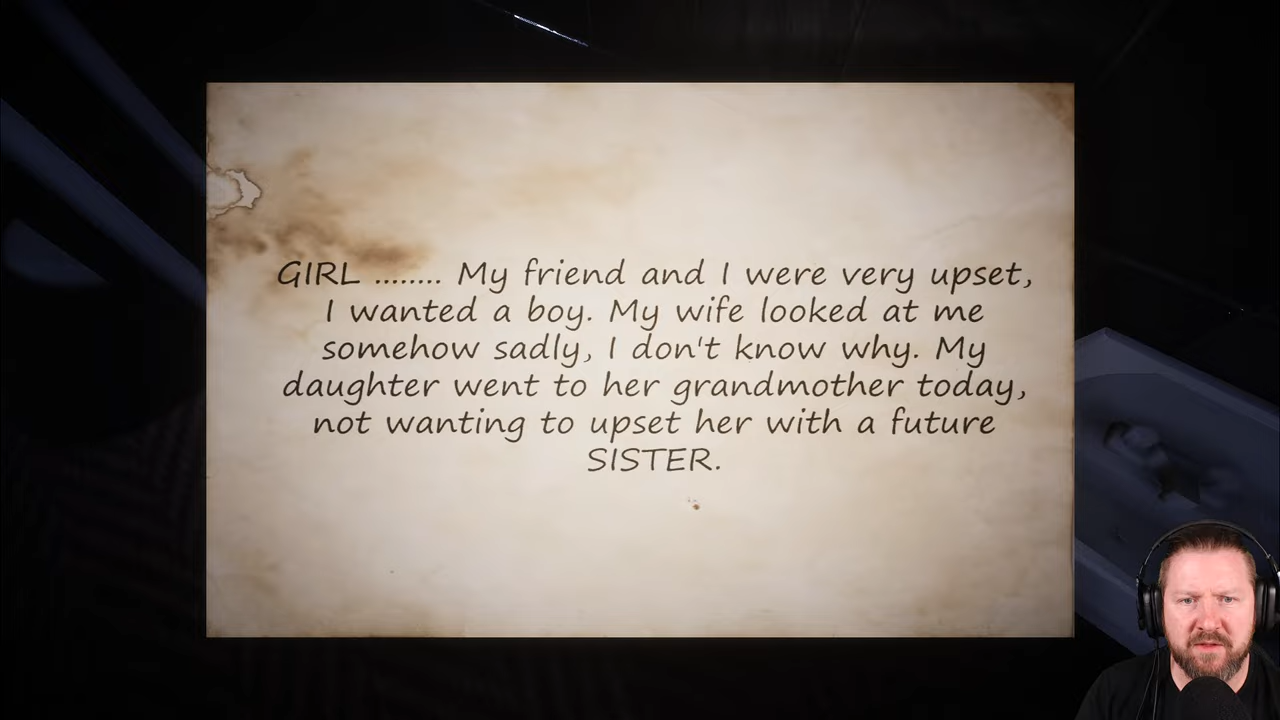 GIRL ........ My friend and I were very upset,
I wanted a boy. My wife looked at me
somehow sadly, I don't know why. My
daughter went to her grandmother today,
not wanting to upset her with a future
SISTER.